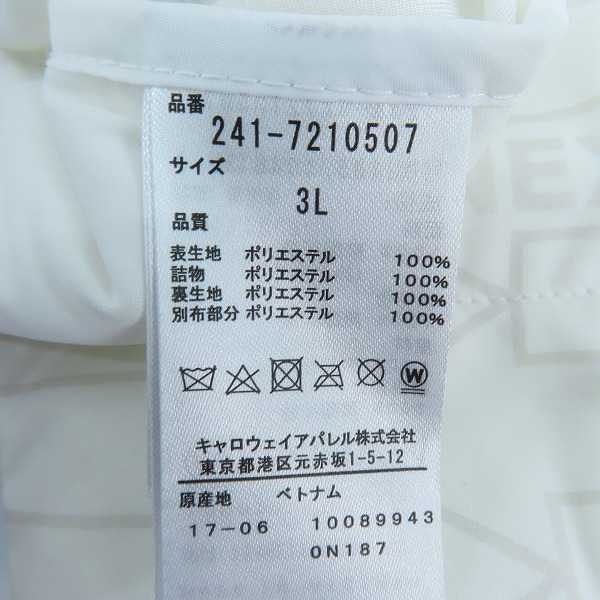 品番
241-7210507
サイズ
3L
品質
表生地 ポリエステル 100%
詰物 ポリエステル 100%
裏生地 ポリエステル 100%
別布部分 ポリエステル 100%
W
キャロウェイアパレル株式会社
東京都港区元赤坂1-5-12
原産地 ベトナム
17-06 10089943
0N187